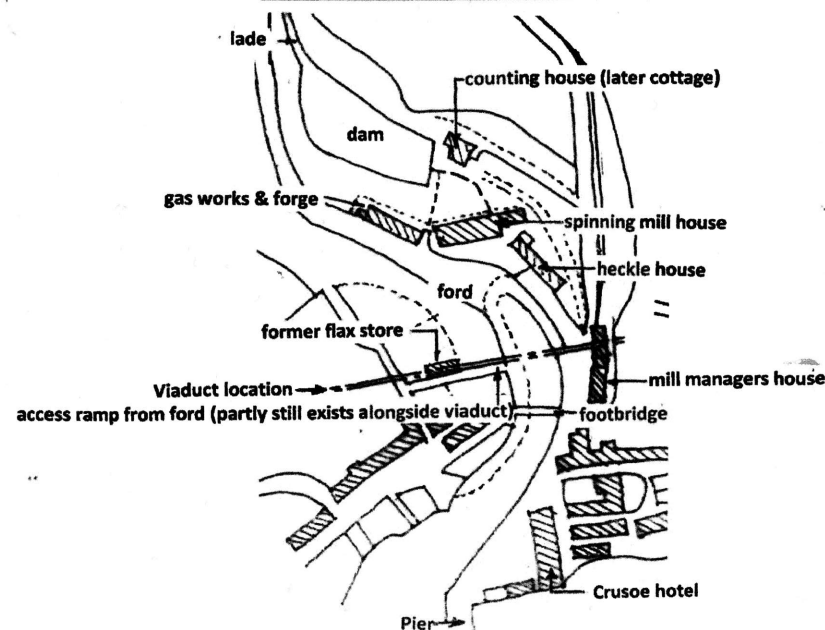 lade
counting house (later cottage)
dam
gas works & forge
spinning mill house
heckle house
ford
former flax store
Viaduct location
mill managers house
access ramp from ford (partly still exists alongside viaduct)
footbridge
Crusoe hotel
Pier